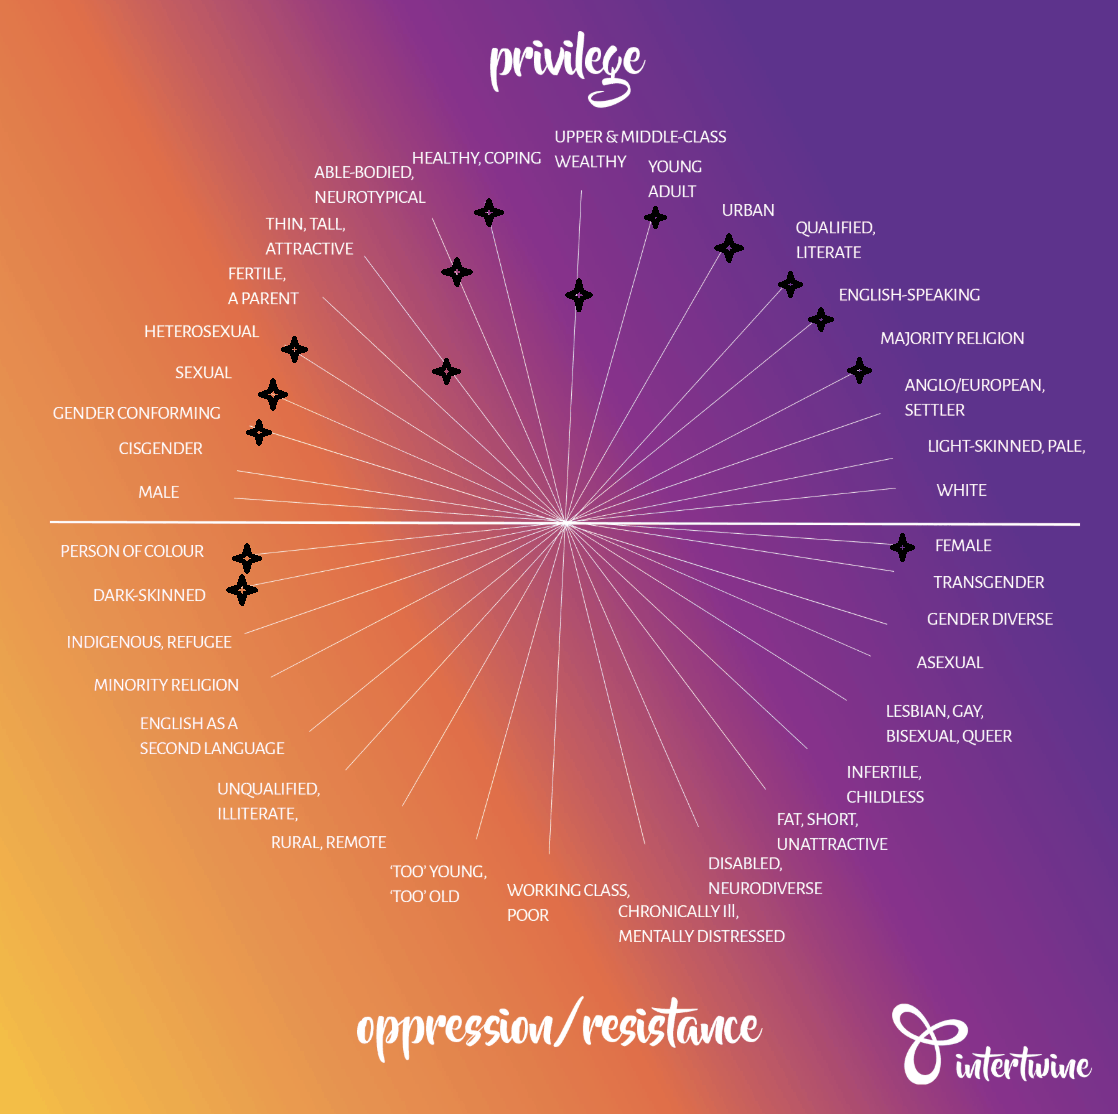 privilege
UPPER & MIDDLE-CLASS
WEALTHY
HEALTHY, COPING
YOUNG
ADULT
ABLE-BODIED,
NEUROTYPICAL
URBAN
THIN, TALL,
ATTRACTIVE
QUALIFIED,
LITERATE
FERTILE,
A PARENT
ENGLISH-SPEAKING
HETEROSEXUAL
MAJORITY RELIGION
SEXUAL
ANGLO/EUROPEAN,
SETTLER
GENDER CONFORMING
CISGENDER
LIGHT-SKINNED, PALE,
MALE
WHITE
PERSON OF COLOUR
FEMALE
DARK-SKINNED
TRANSGENDER
INDIGENOUS, REFUGEE
GENDER DIVERSE
MINORITY RELIGION
ASEXUAL
ENGLISH AS A
SECOND LANGUAGE
LESBIAN, GAY,
BISEXUAL, QUEER
UNQUALIFIED,
ILLITERATE,
INFERTILE,
CHILDLESS
RURAL, REMOTE
FAT, SHORT,
UNATTRACTIVE
'TOO' YOUNG,
'TOO' OLD
DISABLED,
NEURODIVERSE
WORKING CLASS,
POOR
CHRONICALLY Ill,
MENTALLY DISTRESSED
oppression/resistance
intertwine